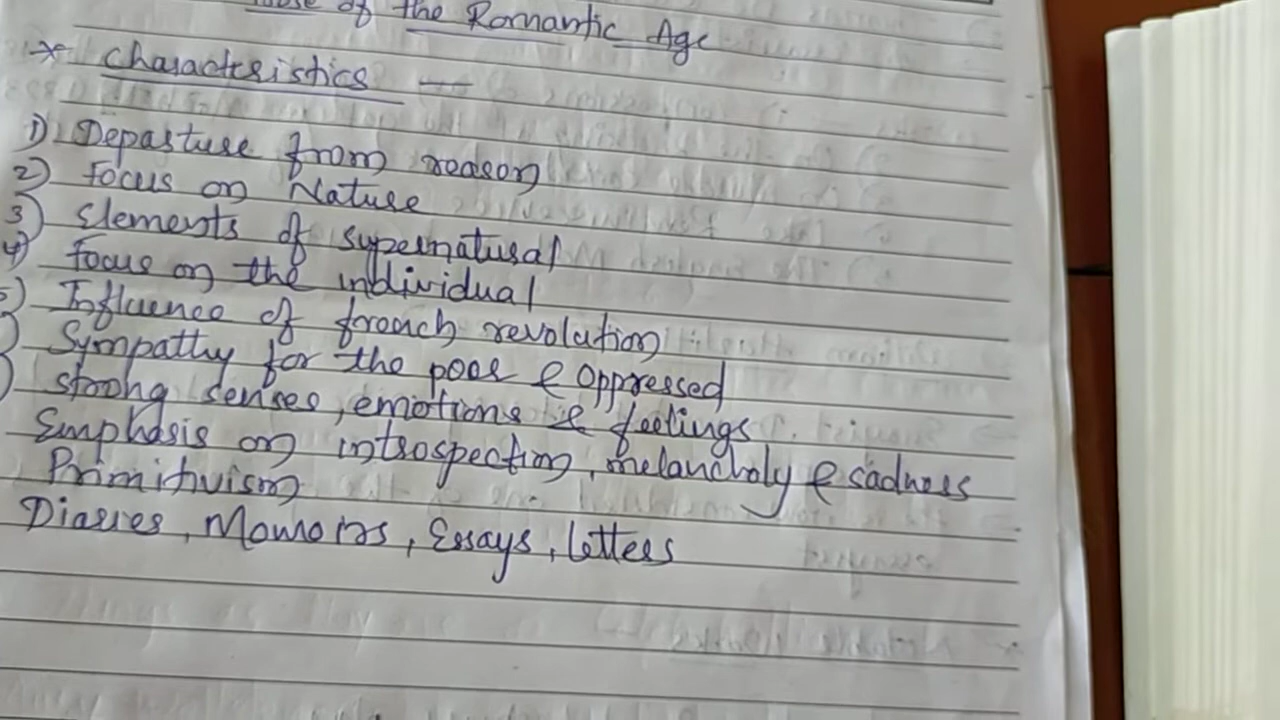 of the Romantic Age
* Characteristics —
1) Departure from reason
2) Focus on Nature
3) Elements of supernatural
4) Focus on the individual
5) Influence of french revolution
) Sympathy for the poor & oppressed
) strong senses, emotions & feelings
Emphasis on introspection, melancholy & sadness
Primitivism
Diaries, Memoirs, Essays, letters